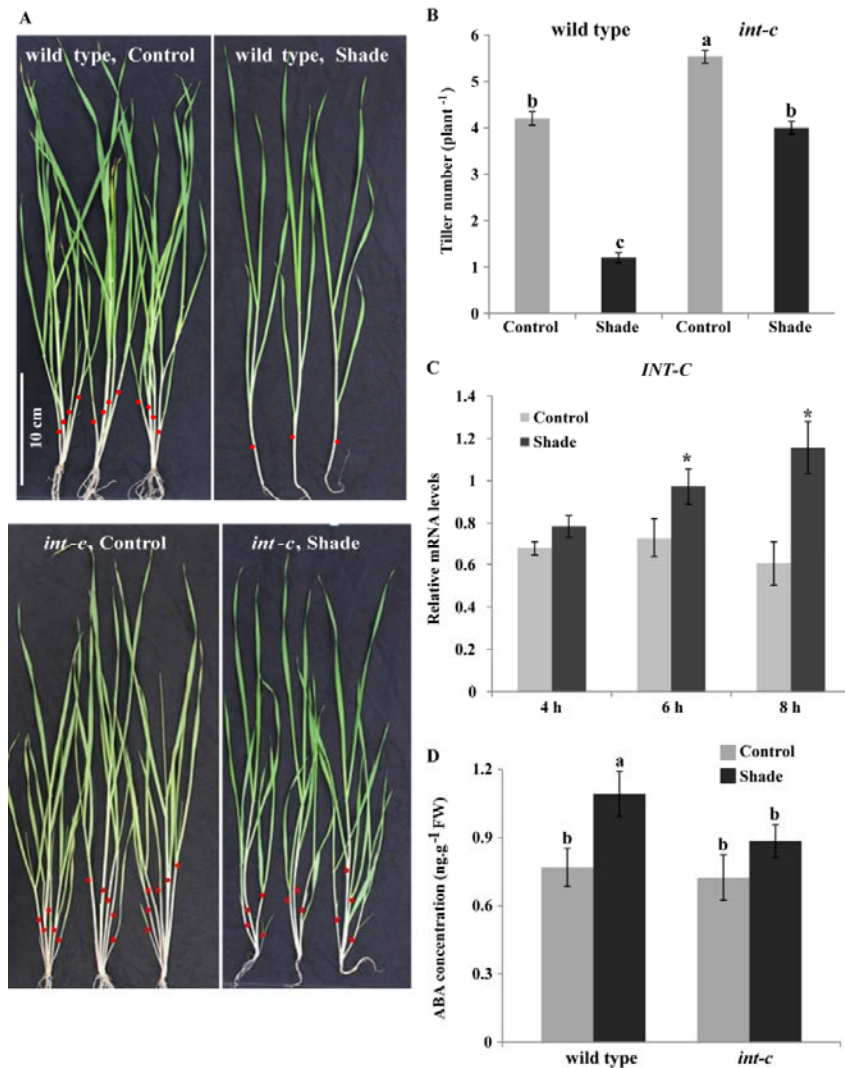 A
wild type, Control
wild type, Shade
10 cm
int-c, Control
int-c, Shade
B
wild type
int-c
Tiller number (plant -1)
7
6
5
4
3
2
1
0
b
c
a
b
Control
Shade
Control
Shade
C
INT-C
Relative mRNA levels
1.4
1.2
1
0.8
0.6
0.4
0.2
0
Control
Shade
*
*
4 h
6 h
8 h
D
ABA concentration (ng.g-1 FW)
1.2
0.9
0.6
0.3
0
Control
Shade
b
a
b
b
wild type
int-c